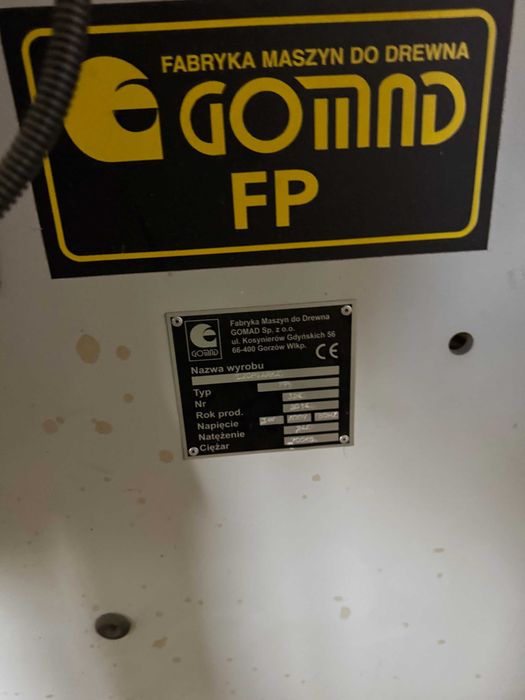 FABRYKA MASZYN DO DREWNA
GOMAD
FP
Fabryka Maszyn do Drewna
GOMAD Sp. z o.o.
ul. Kosynierów Gdyńskich 56
66-400 Gorzów Wlkp.
GOMAD
CE
Nazwa wyrobu
Typ
Nr
Rok prod.
Napięcie
Natężenie
Ciężar